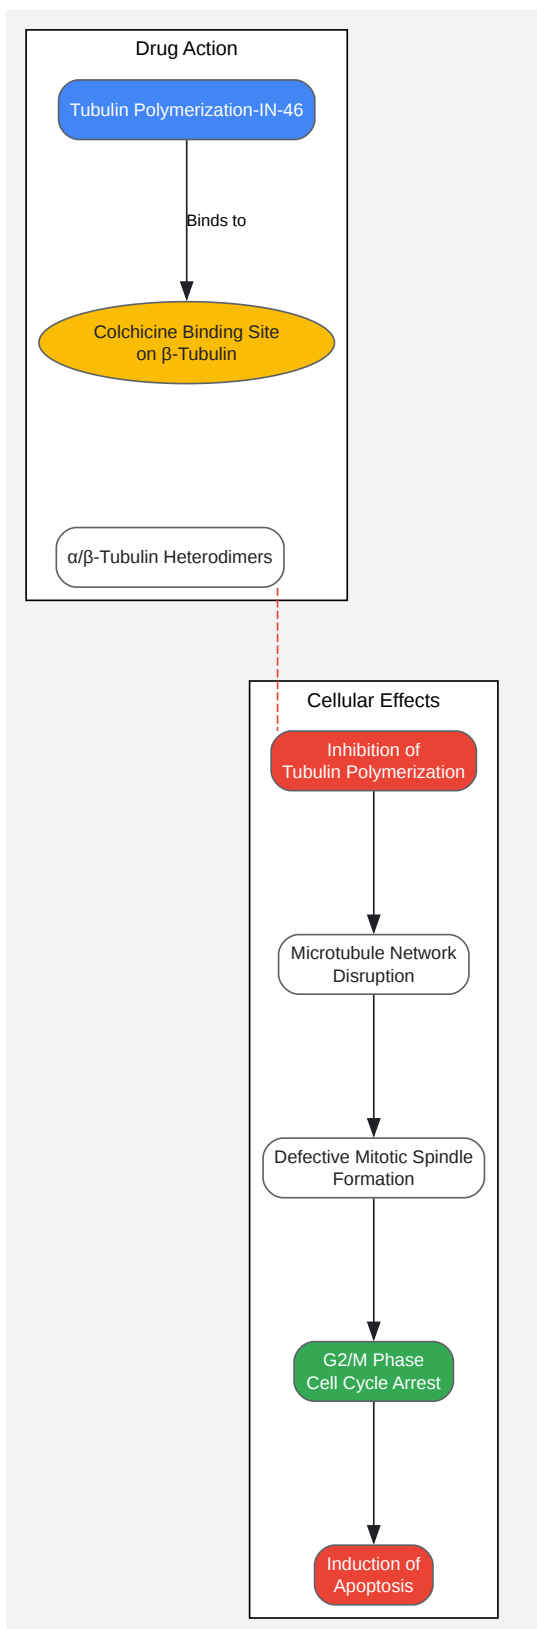 Drug Action
Tubulin Polymerization-IN-46
Binds to
Colchicine Binding Site
on β-Tubulin
α/β-Tubulin Heterodimers
Cellular Effects
Inhibition of
Tubulin Polymerization
Microtubule Network
Disruption
Defective Mitotic Spindle
Formation
G2/M Phase
Cell Cycle Arrest
Induction of
Apoptosis